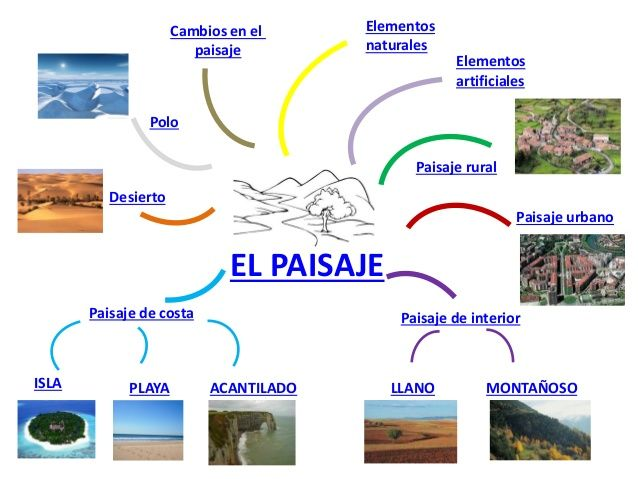 Cambios en el
paisaje
Elementos
naturales
Elementos
artificiales
Polo
Paisaje rural
Desierto
Paisaje urbano
EL PAISAJE
Paisaje de costa
Paisaje de interior
ISLA
PLAYA
ACANTILADO
LLANO
MONTAÑOSO